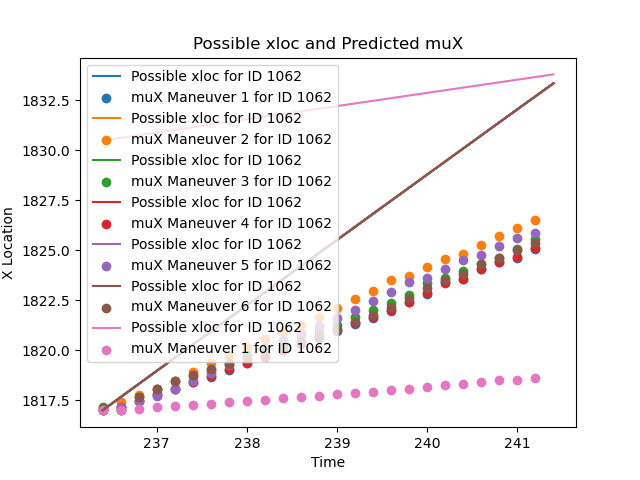 Possible xloc and Predicted muX
X Location
1832.5
1830.0
1827.5
1825.0
1822.5
1820.0
1817.5
Possible xloc for ID 1062
muX Maneuver 1 for ID 1062
Possible xloc for ID 1062
muX Maneuver 2 for ID 1062
Possible xloc for ID 1062
muX Maneuver 3 for ID 1062
Possible xloc for ID 1062
muX Maneuver 4 for ID 1062
Possible xloc for ID 1062
muX Maneuver 5 for ID 1062
Possible xloc for ID 1062
muX Maneuver 6 for ID 1062
Possible xloc for ID 1062
muX Maneuver 1 for ID 1062
237 238 239 240 241
Time